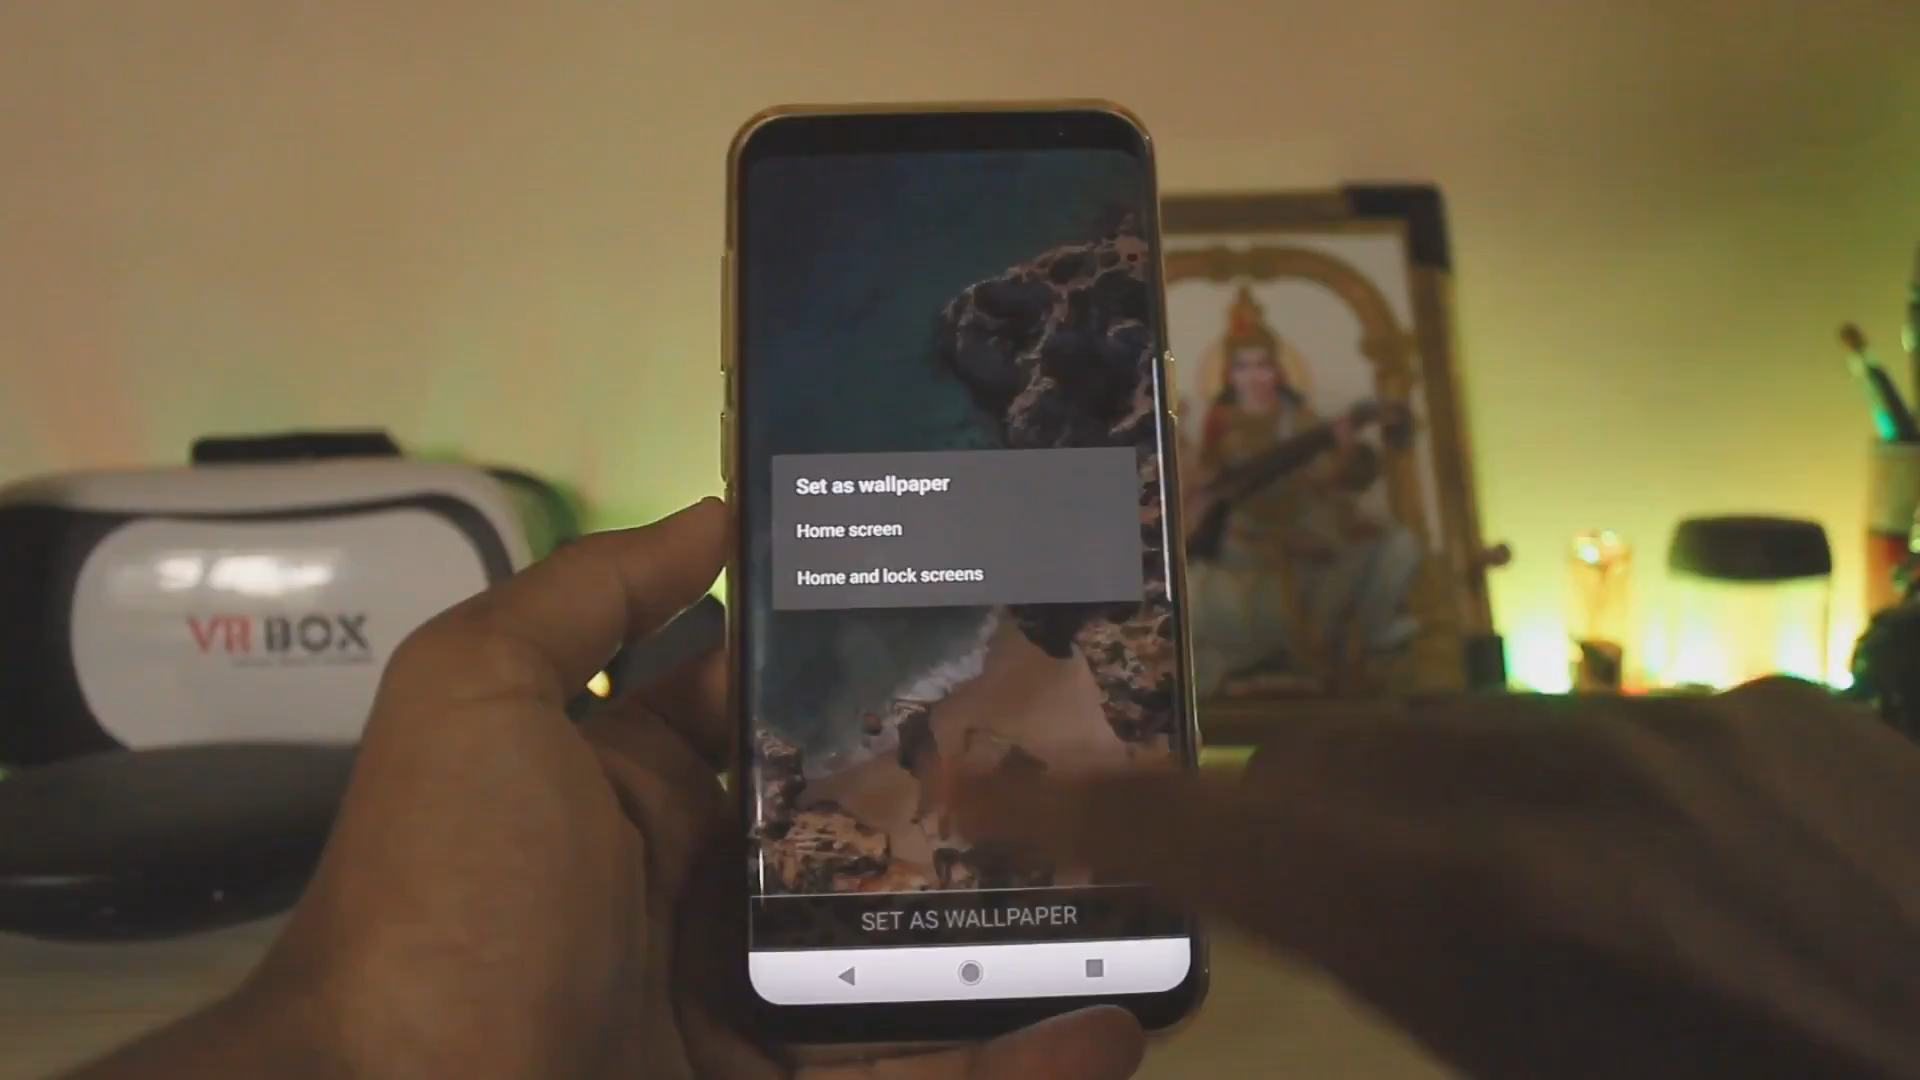 Set as wallpaper
Home screen
Home and lock screens
VR BOX
SET AS WALLPAPER